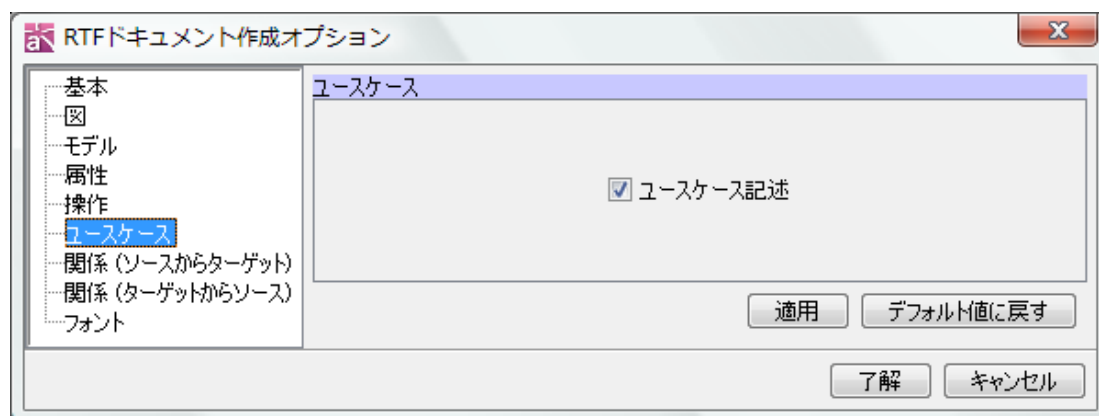 RTFドキュメント作成オプション
基本
図
モデル
属性
操作
ユースケース
関係 (ソースからターゲット)
関係 (ターゲットからソース)
フォント
ユースケース
ユースケース記述
適用
デフォルト値に戻す
了解
キャンセル